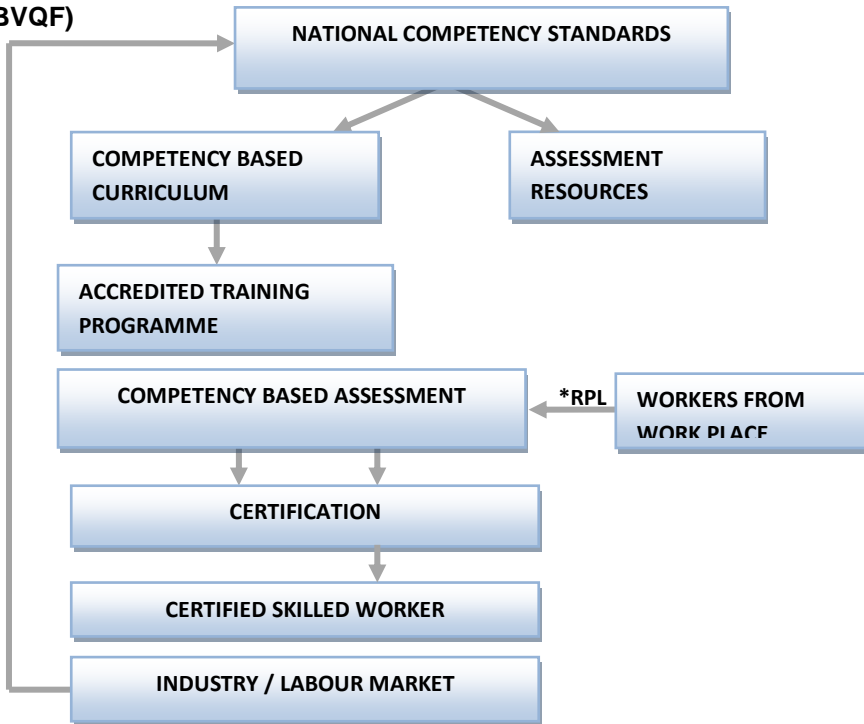 BVQF)
NATIONAL COMPETENCY STANDARDS
COMPETENCY BASED
CURRICULUM
ASSESSMENT
RESOURCES
ACCREDITED TRAINING
PROGRAMME
COMPETENCY BASED ASSESSMENT
*RPL
WORKERS FROM
WORK PLACE
CERTIFICATION
CERTIFIED SKILLED WORKER
INDUSTRY / LABOUR MARKET